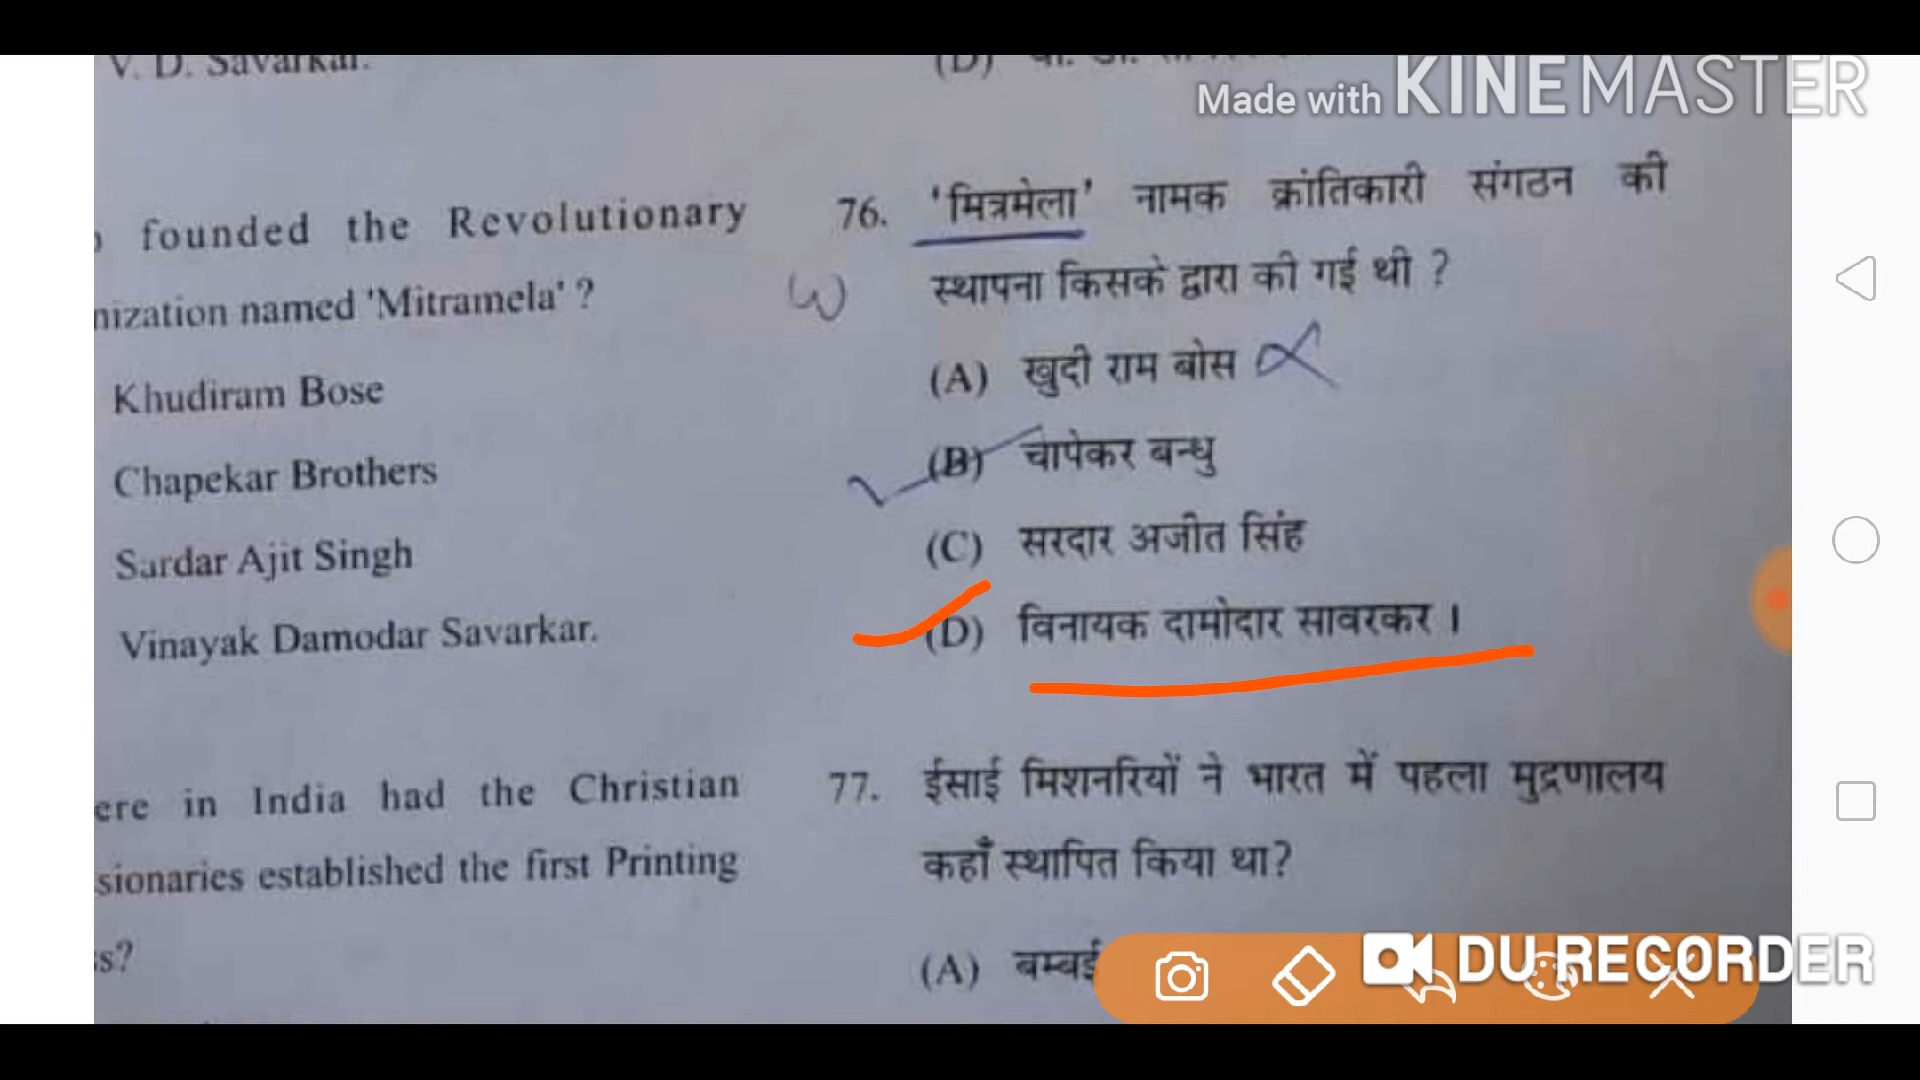 V. D. Savarkar.
(D)
Made with KINEMASTER
founded the Revolutionary
nization named 'Mitramela' ?
Khudiram Bose
Chapekar Brothers
Sardar Ajit Singh
Vinayak Damodar Savarkar.
ere in India had the Christian
sionaries established the first Printing
s?
76. 'मित्रमेला' नामक क्रांतिकारी संगठन की
स्थापना किसके द्वारा की गई थी ?
(A) खुदी राम बोस
(B) चापेकर बन्धु
(C) सरदार अजीत सिंह
(D) विनायक दामोदार सावरकर ।
77. ईसाई मिशनरियों ने भारत में पहला मुद्रणालय
कहाँ स्थापित किया था?
(A) बम्बई
DU RECORDER